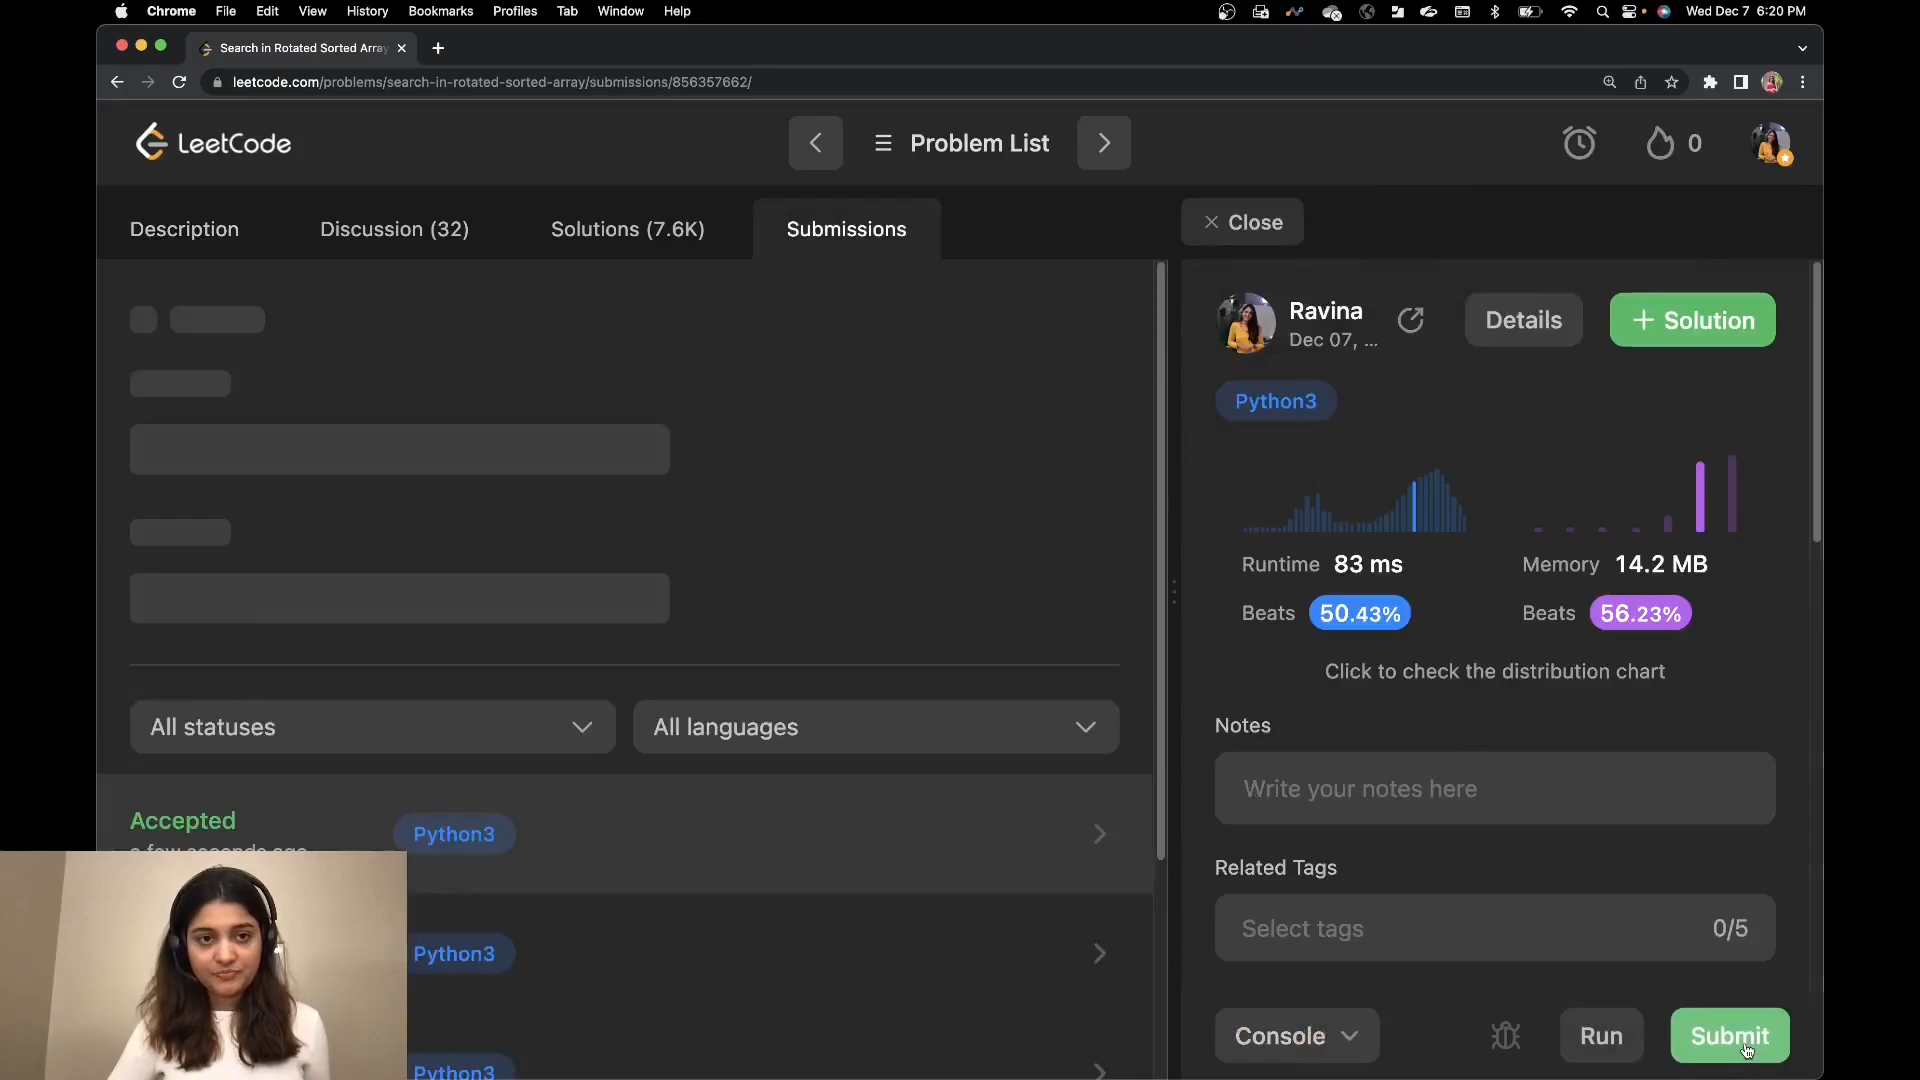 Chrome File Edit View History Bookmarks Profiles Tab Window Help Wed Dec 7 6:20 PM
Search in Rotated Sorted Array
leetcode.com/problems/search-in-rotated-sorted-array/submissions/856357662/
LeetCode Problem List 0
Description Discussion (32) Solutions (7.6K) Submissions Close
Ravina
Dec 07, ...
Details + Solution
Python3
Runtime 83 ms Memory 14.2 MB
Beats 50.43% Beats 56.23%
Click to check the distribution chart
Notes
Write your notes here
Related Tags
Select tags 0/5
Console Run Submit
All statuses All languages
Accepted Python3
a few seconds ago
Python3
Python3